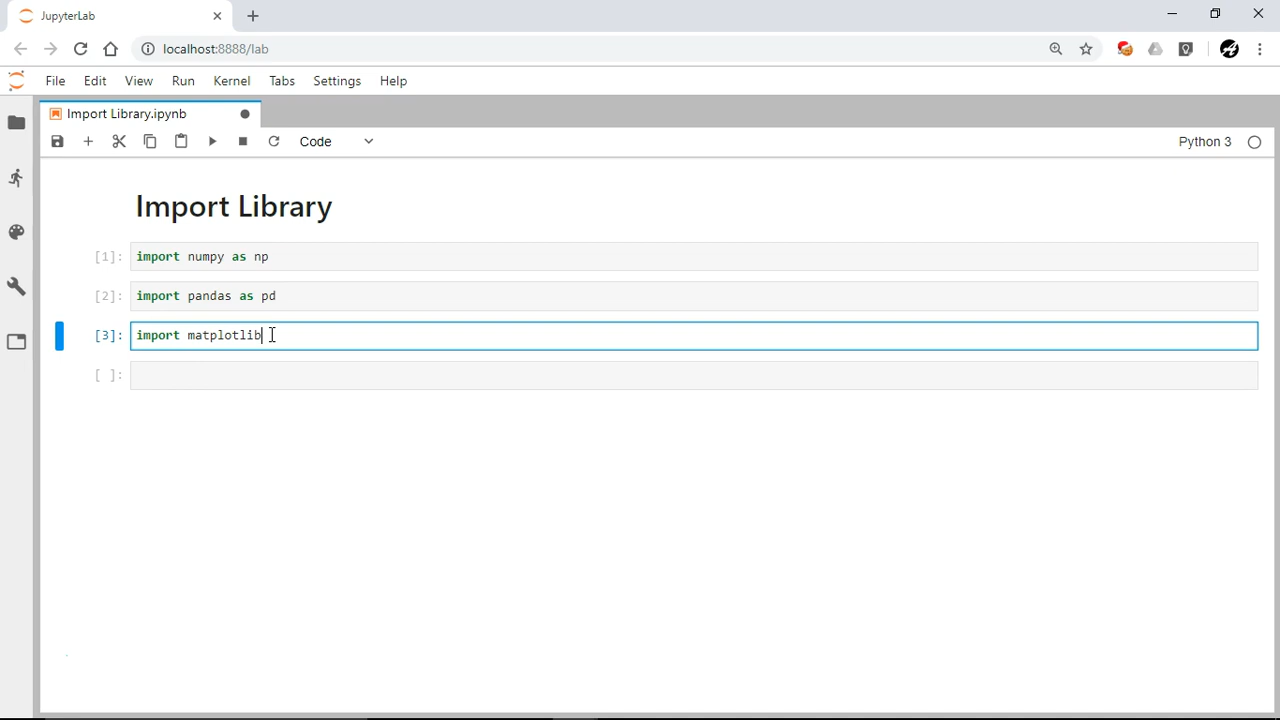 JupyterLab
localhost:8888/lab
File Edit View Run Kernel Tabs Settings Help
Import Library.ipynb
Code Python 3
Import Library
[1]: import numpy as np
[2]: import pandas as pd
[3]: import matplotlib
[ ]: